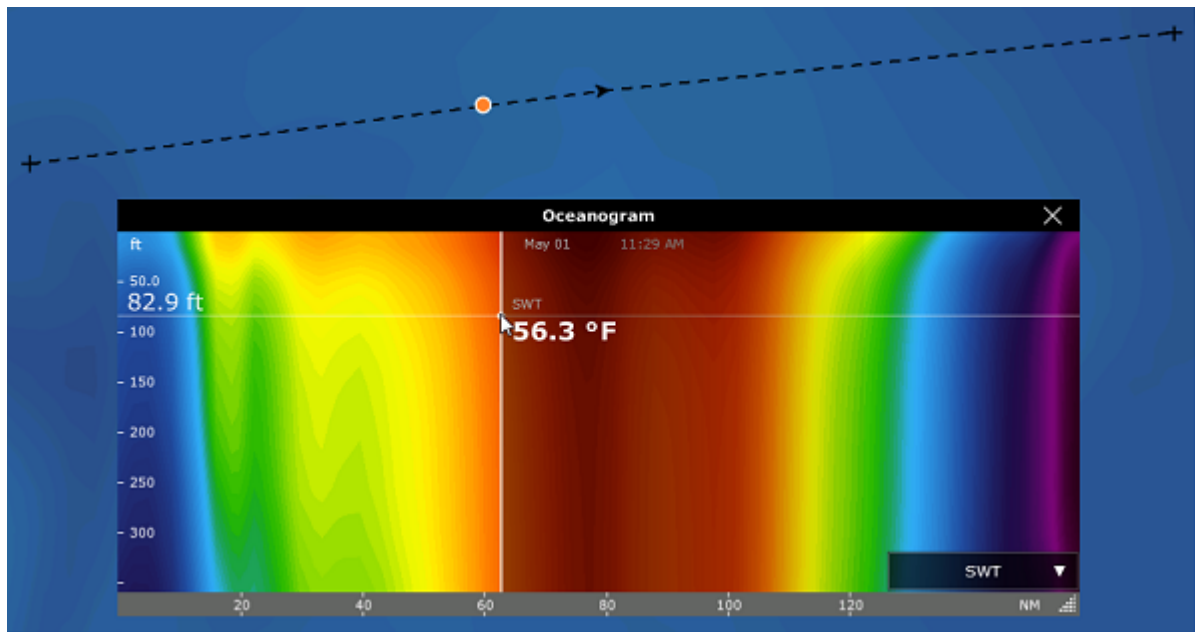 Oceanogram
ft
May 01 11:29 AM
- 50.0
82.9 ft
SWT
- 100
56.3 °F
- 150
- 200
- 250
- 300
-
SWT
20 40 60 80 100 120 NM